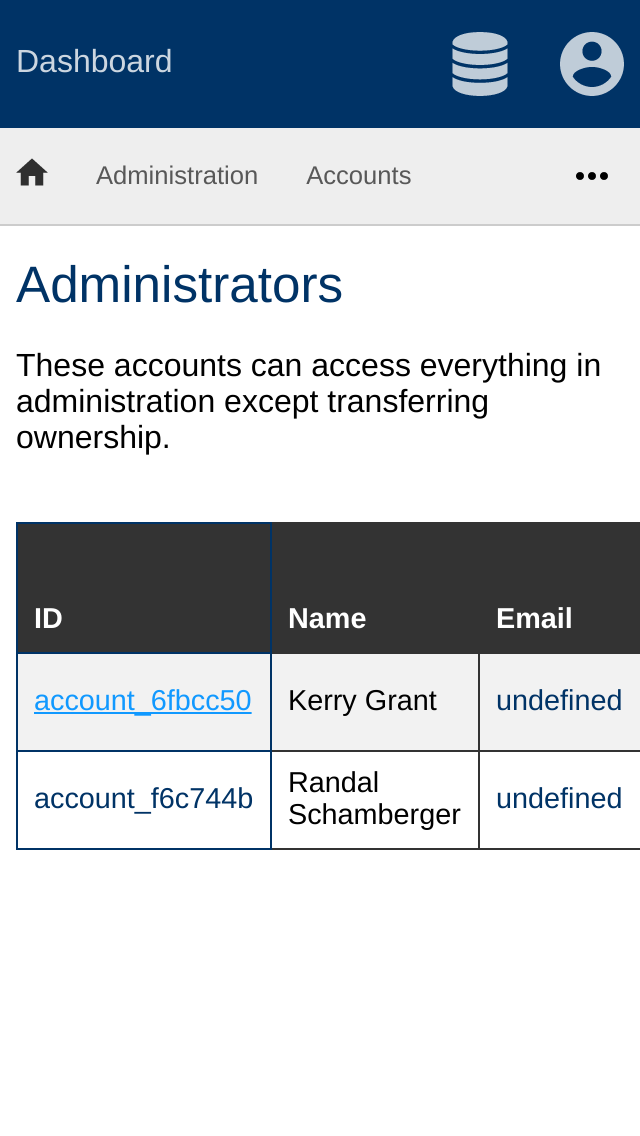 Dashboard
Administration Accounts
Administrators
These accounts can access everything in
administration except transferring
ownership.
ID Name Email
account_6fbcc50 Kerry Grant undefined
account_f6c744b Randal Schamberger undefined